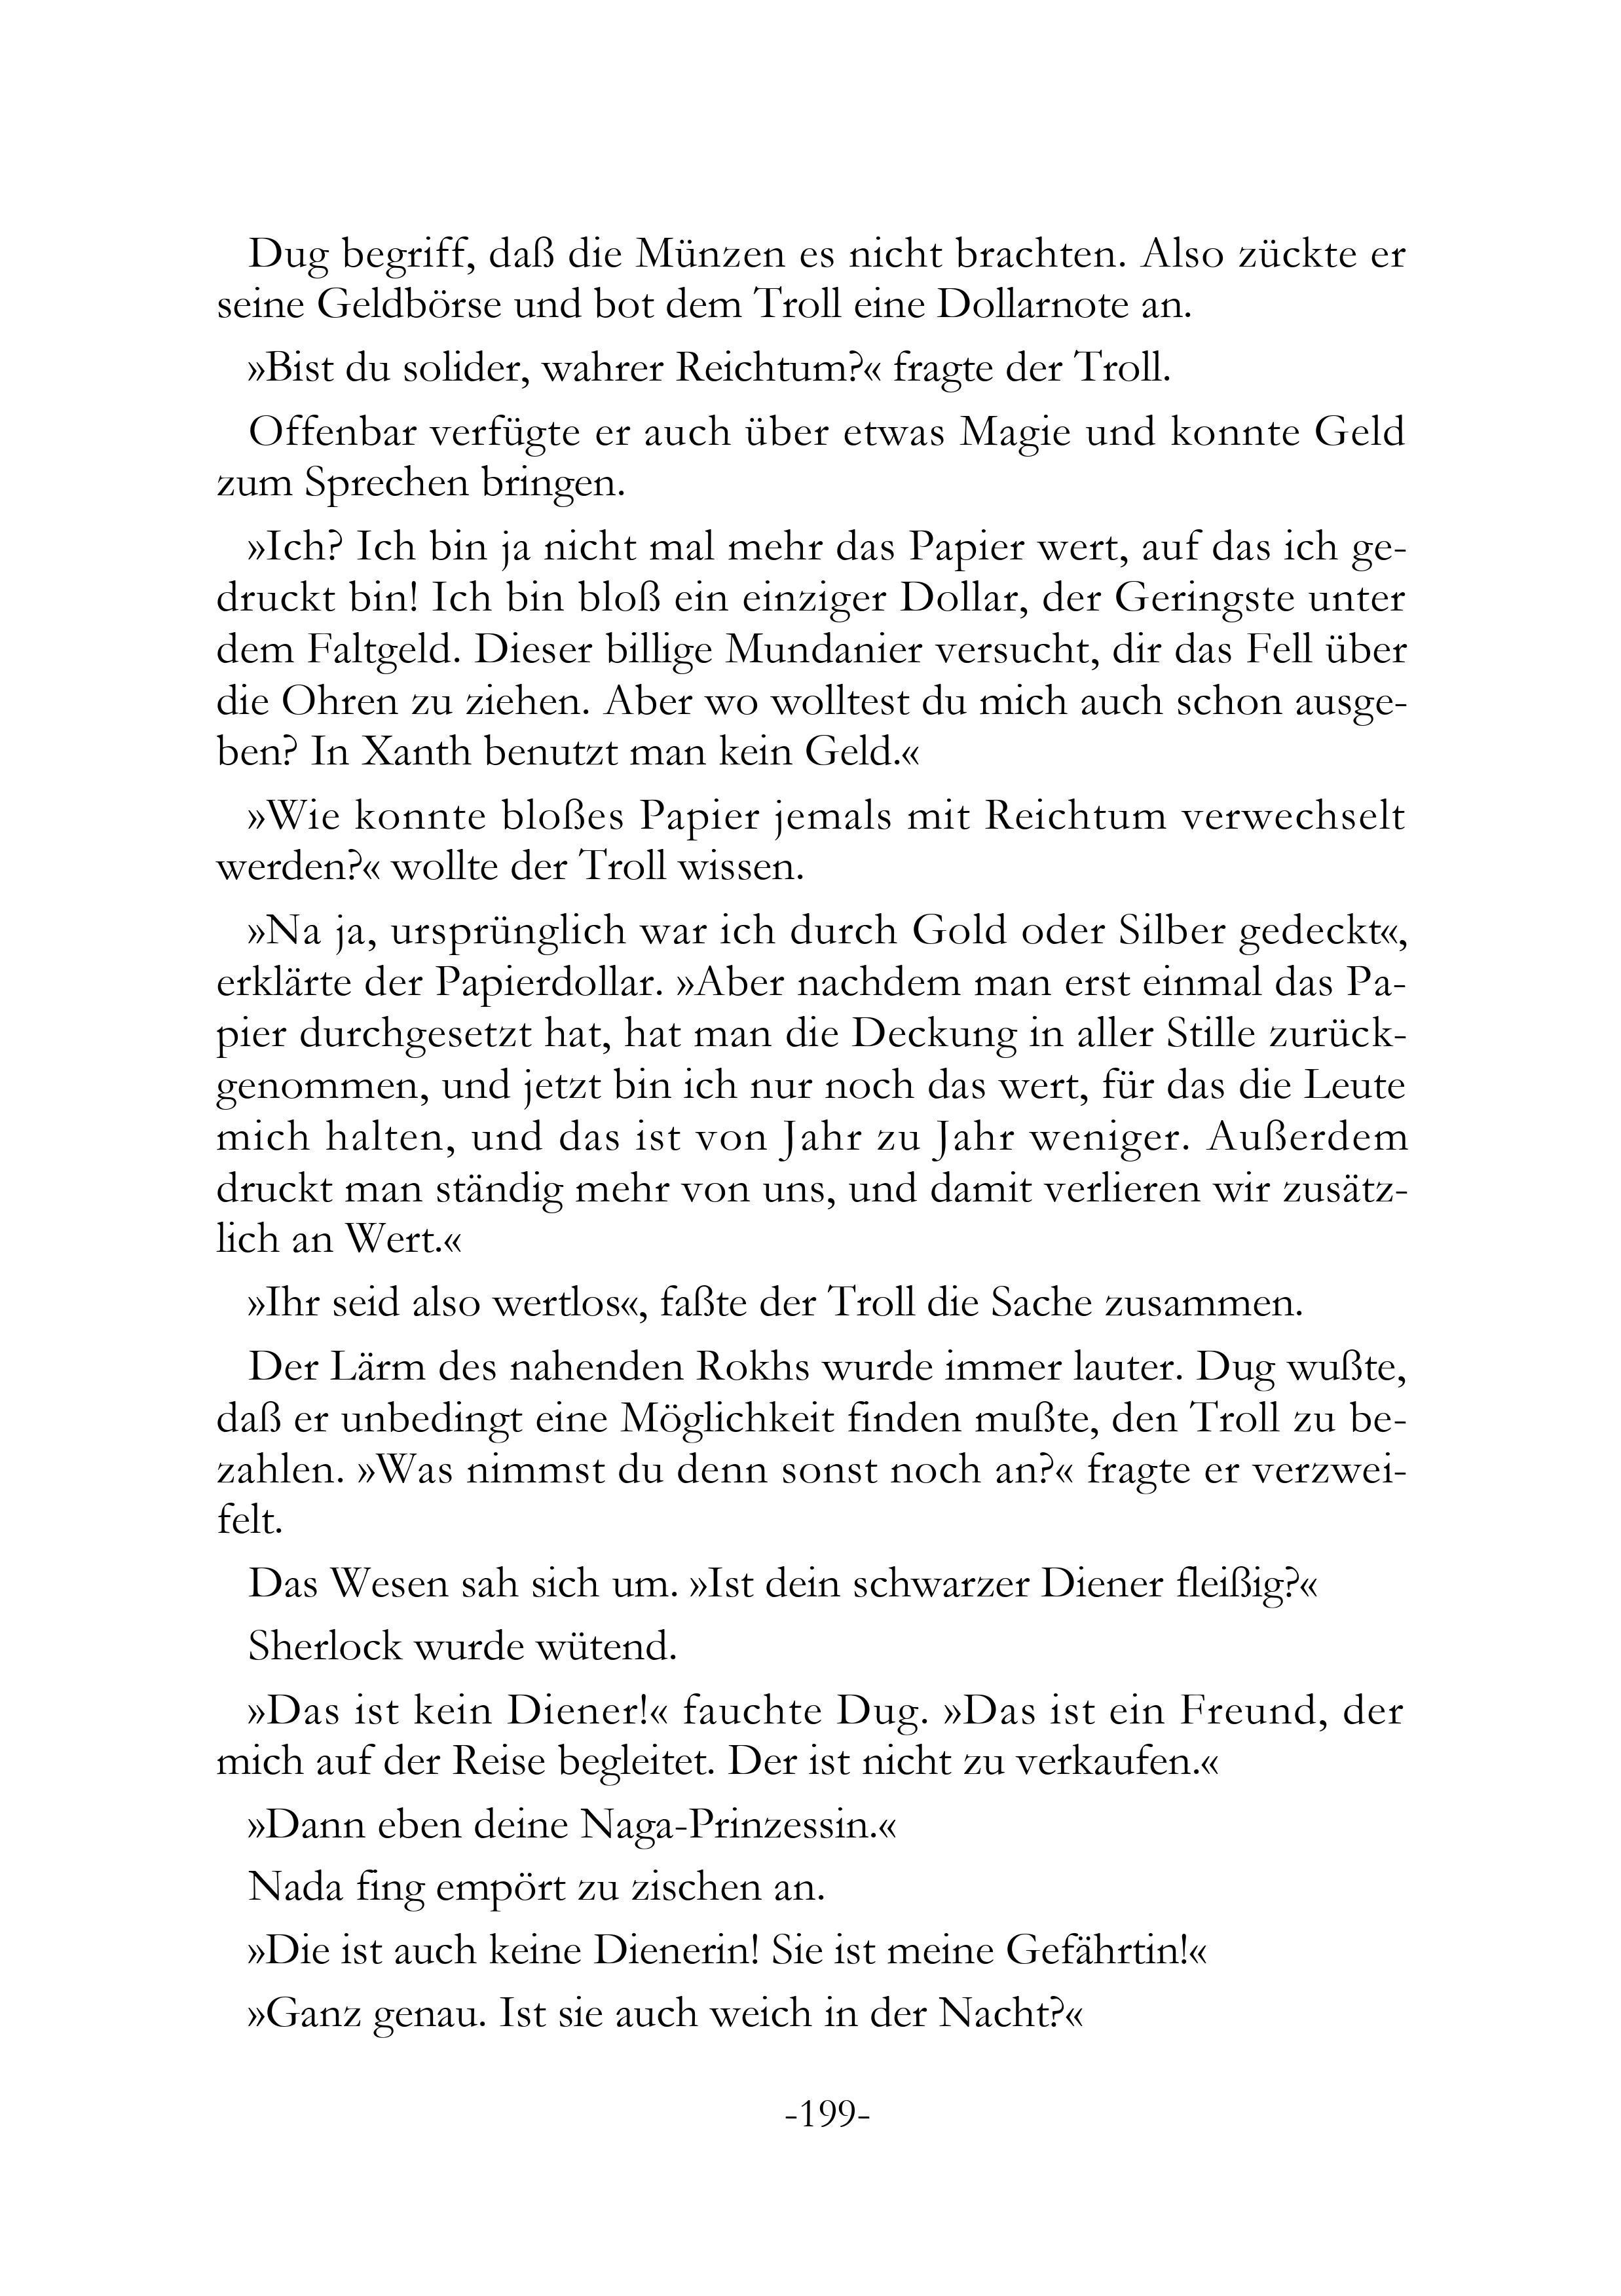 Dug begriff, daß die Münzen es nicht brachten. Also zückte er
seine Geldbörse und bot dem Troll eine Dollarnote an.
»Bist du solider, wahrer Reichtum?« fragte der Troll.
Offenbar verfügte er auch über etwas Magie und konnte Geld
zum Sprechen bringen.
»Ich? Ich bin ja nicht mal mehr das Papier wert, auf das ich ge-
druckt bin! Ich bin bloß ein einziger Dollar, der Geringste unter
dem Faltgeld. Dieser billige Mundanier versucht, dir das Fell über
die Ohren zu ziehen. Aber wo wolltest du mich auch schon ausge-
ben? In Xanth benutzt man kein Geld.«
»Wie konnte bloßes Papier jemals mit Reichtum verwechselt
werden?« wollte der Troll wissen.
»Na ja, ursprünglich war ich durch Gold oder Silber gedeckt«,
erklärte der Papierdollar. »Aber nachdem man erst einmal das Pa-
pier durchgesetzt hat, hat man die Deckung in aller Stille zurück-
genommen, und jetzt bin ich nur noch das wert, für das die Leute
mich halten, und das ist von Jahr zu Jahr weniger. Außerdem
druckt man ständig mehr von uns, und damit verlieren wir zusätz-
lich an Wert.«
»Ihr seid also wertlos«, faßte der Troll die Sache zusammen.
Der Lärm des nahenden Rokhs wurde immer lauter. Dug wußte,
daß er unbedingt eine Möglichkeit finden mußte, den Troll zu be-
zahlen. »Was nimmst du denn sonst noch an?« fragte er verzwei-
felt.
Das Wesen sah sich um. »Ist dein schwarzer Diener fleißig?«
Sherlock wurde wütend.
»Das ist kein Diener!« fauchte Dug. »Das ist ein Freund, der
mich auf der Reise begleitet. Der ist nicht zu verkaufen.«
»Dann eben deine Naga-Prinzessin.«
Nada fing empört zu zischen an.
»Die ist auch keine Dienerin! Sie ist meine Gefährtin!«
»Ganz genau. Ist sie auch weich in der Nacht?«
-199-